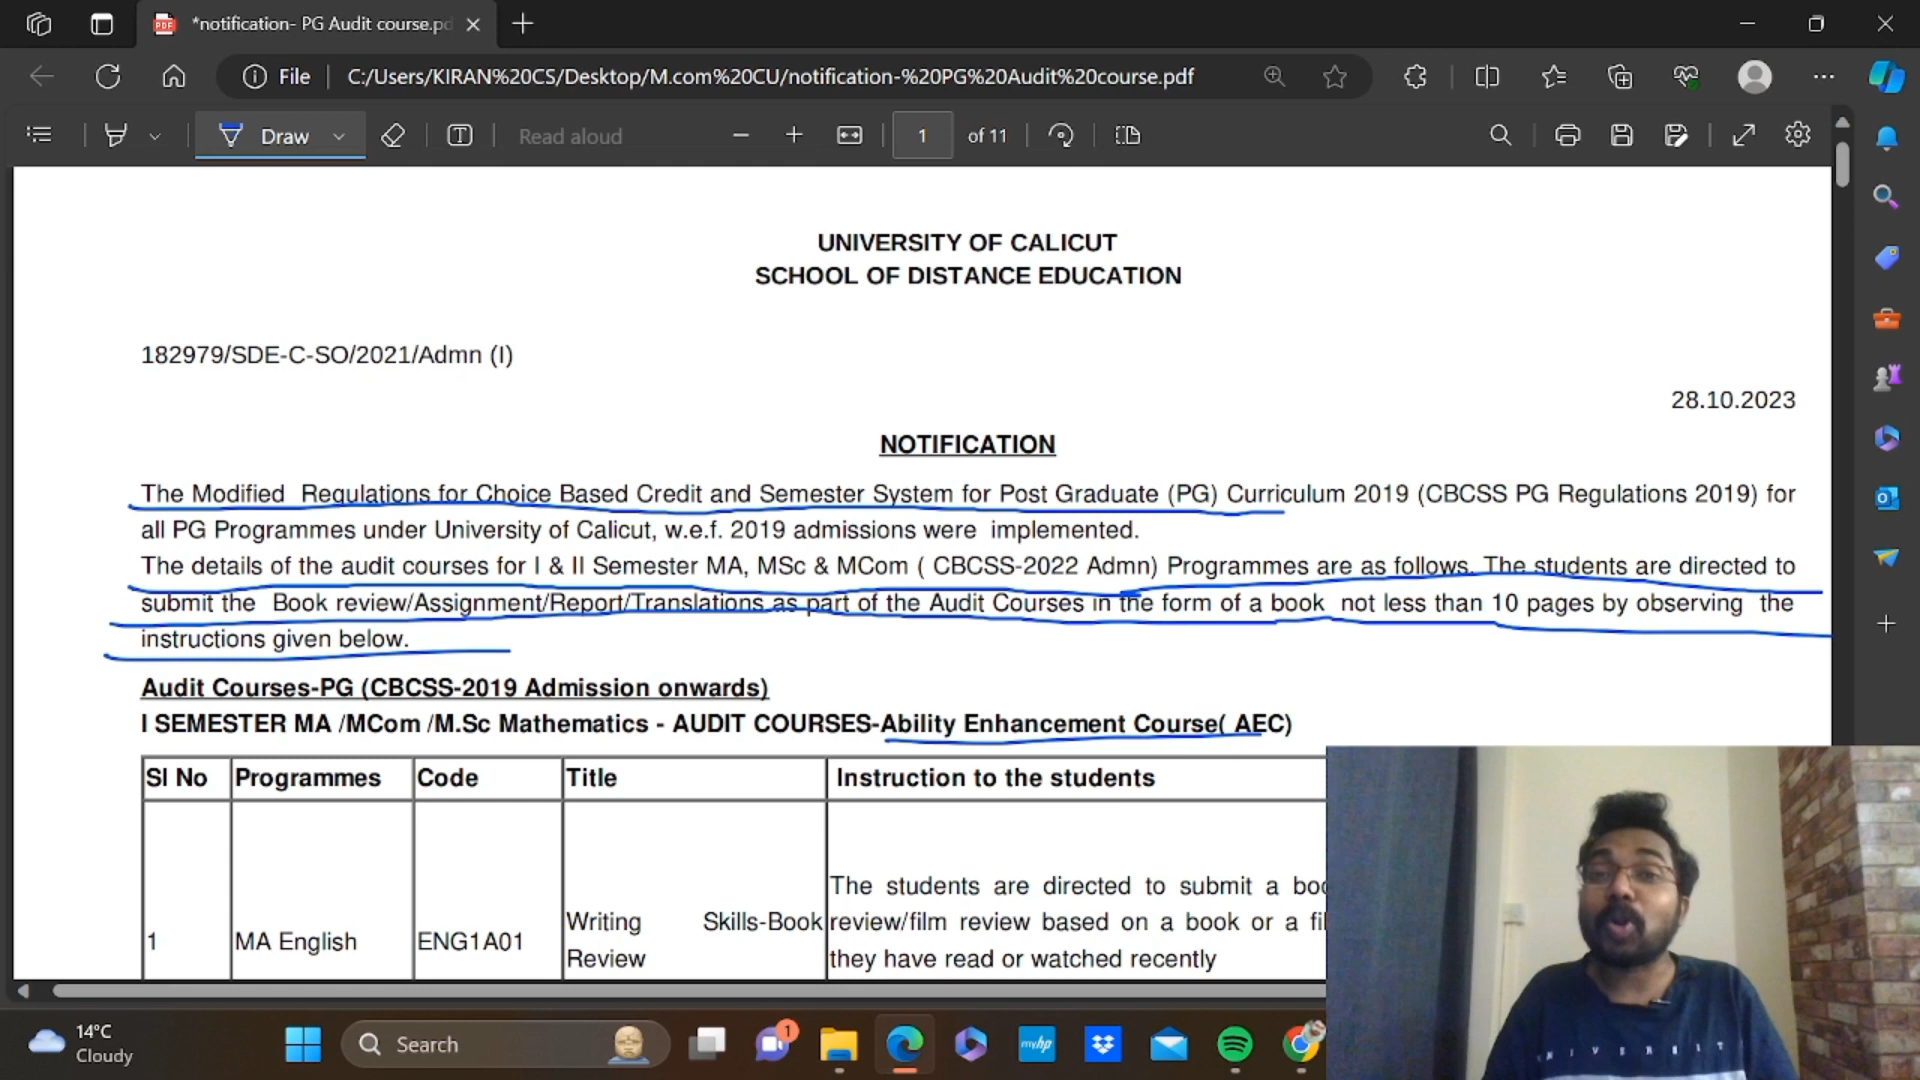 *notification- PG Audit course.pd
File
C:/Users/KIRAN%20CS/Desktop/M.com%20CU/notification-%20PG%20Audit%20course.pdf
Draw
Read aloud
1 of 11
UNIVERSITY OF CALICUT
SCHOOL OF DISTANCE EDUCATION
182979/SDE-C-SO/2021/Admn (I)
28.10.2023
NOTIFICATION
The Modified Regulations for Choice Based Credit and Semester System for Post Graduate (PG) Curriculum 2019 (CBCSS PG Regulations 2019) for
all PG Programmes under University of Calicut, w.e.f. 2019 admissions were implemented.
The details of the audit courses for I & II Semester MA, MSc & MCom ( CBCSS-2022 Admn) Programmes are as follows. The students are directed to
submit the Book review/Assignment/Report/Translations as part of the Audit Courses in the form of a book not less than 10 pages by observing the
instructions given below.
Audit Courses-PG (CBCSS-2019 Admission onwards)
I SEMESTER MA /MCom /M.Sc Mathematics - AUDIT COURSES-Ability Enhancement Course( AEC)
Sl No Programmes Code Title Instruction to the students
1 MA English ENG1A01
Writing Skills-Book
Review
The students are directed to submit a boo
review/film review based on a book or a fil
they have read or watched recently
14°C
Cloudy
Search
1
myhp
UNIVERSIT